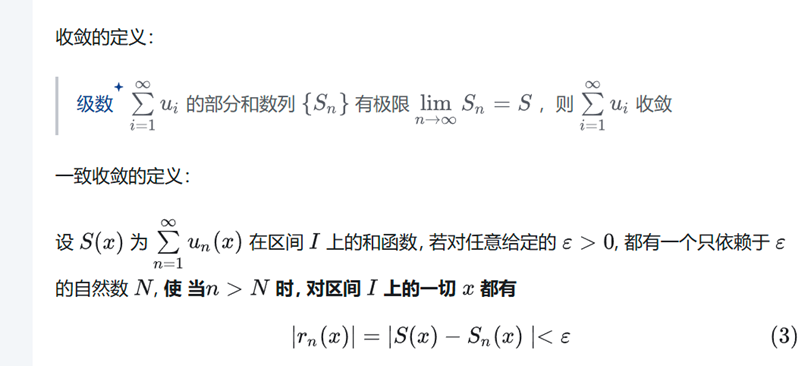 收敛的定义：
级数 $\sum_{i=1}^{\infty} u_i$ 的部分和数列 $\{S_n\}$ 有极限 $\lim_{n\to\infty} S_n = S$ ，则 $\sum_{i=1}^{\infty} u_i$ 收敛
一致收敛的定义：
设 $S(x)$ 为 $\sum_{n=1}^{\infty} u_n(x)$ 在区间 $I$ 上的和函数, 若对任意给定的 $\varepsilon > 0$, 都有一个只依赖于 $\varepsilon$
的自然数 $N$, 使 当$n > N$ 时, 对区间 $I$ 上的一切 $x$ 都有
$|r_n(x)| = |S(x) - S_n(x)| < \varepsilon$ (3)